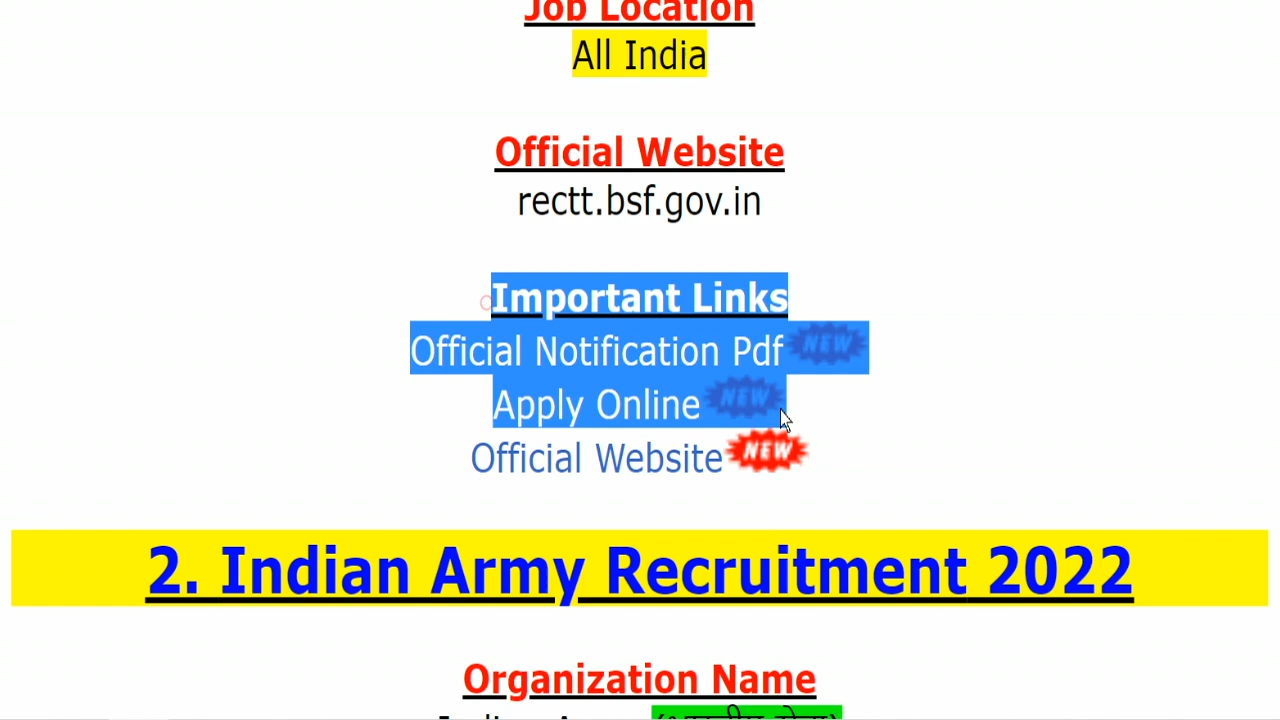 Job Location
All India
Official Website
rectt.bsf.gov.in
Important Links
Official Notification Pdf NEW
Apply Online NEW
Official Website NEW
2. Indian Army Recruitment 2022
Organization Name